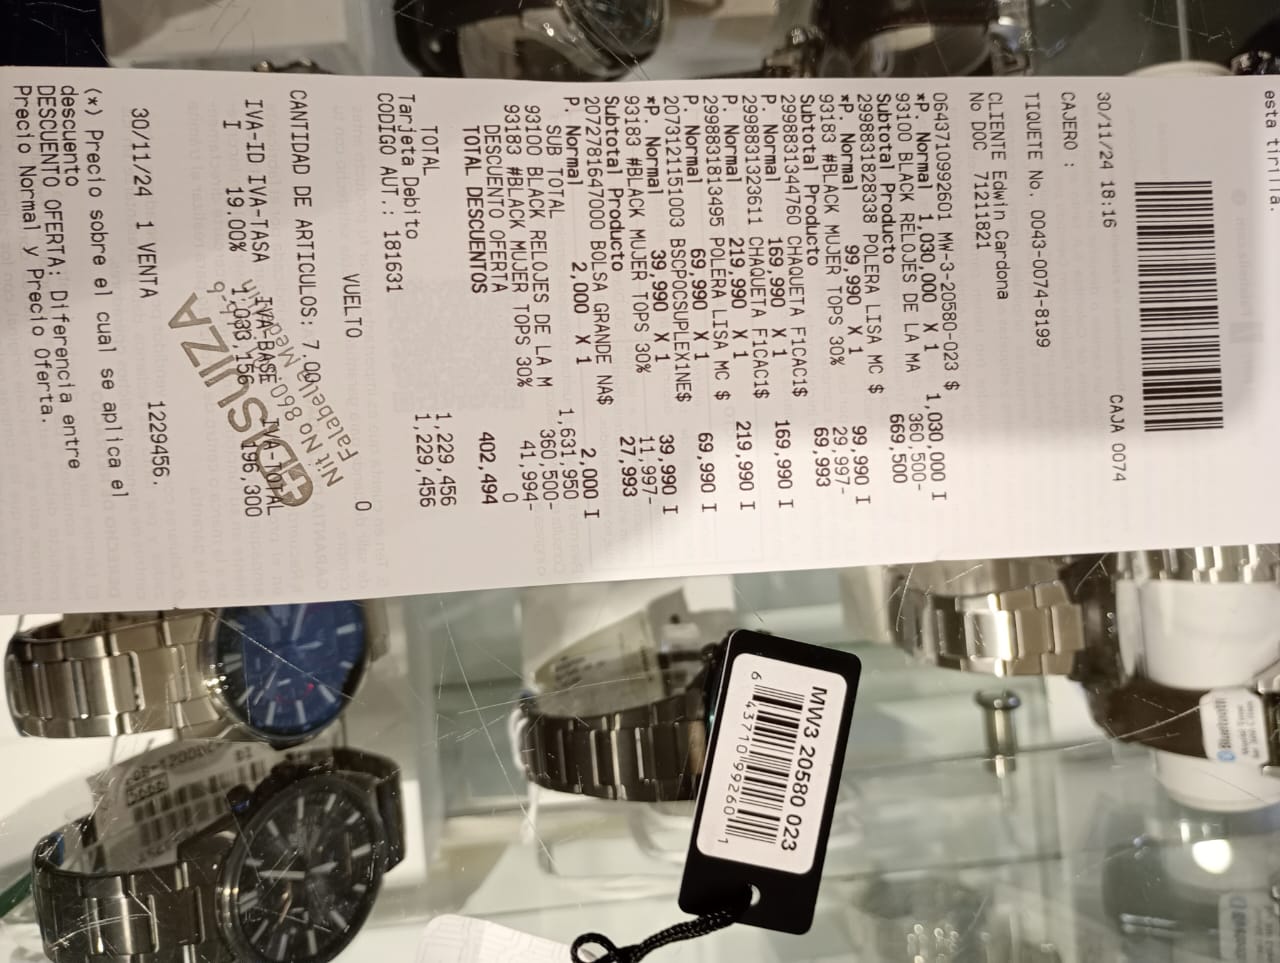 esta tirilla.
30/11/24 18:16 CAJA 0074
CAJERO :
TIQUETE No. 0043-0074-8199
CLIENTE Edwin Cardona
No DOC 71211821
0643710992601 MW-3-20580-023 $
*P. Normal 1,030,000 X 1 1,030,000 I
93100 BLACK RELOJES DE LA MA 360,500-
Subtotal Producto 669,500
2998831828338 POLERA LISA MC $
*P. Normal 99,990 X 1 99,990 I
93183 #BLACK MUJER TOPS 30% 29,997-
Subtotal Producto 69,993
2998831344760 CHAQUETA F1CAC1$
P. Normal 169,990 X 1 169,990 I
2998831323611 CHAQUETA F1CAC1$
P. Normal 219,990 X 1 219,990 I
2998831813495 POLERA LISA MC $
P. Normal 69,990 X 1 69,990 I
2073121151003 BSOPOCSUPLEX1NE$
*P. Normal 39,990 X 1 39,990 I
93183 #BLACK MUJER TOPS 30% 11,997-
Subtotal Producto 27,993
2072781647000 BOLSA GRANDE NA$
P. Normal 2,000 X 1 2,000 I
SUB TOTAL 1,631,950
93100 BLACK RELOJES DE LA M 360,500-
93183 #BLACK MUJER TOPS 30% 41,994-
DESCUENTO OFERTA 0
TOTAL DESCUENTOS 402,494
TOTAL 1,229,456
Tarjeta Debito 1,229,456
CODIGO AUT.: 181631
VUELTO 0
CANTIDAD DE ARTICULOS: 7,00
IVA-ID IVA-TASA IVA-BASE IVA-TOTAL
I 19.00% 1,033,156 196,300
SUIZA
Nit No 860
Falabella Me
30/11/24 1 VENTA 1229456.
(*) Precio sobre el cual se aplica el
descuento
DESCUENTO OFERTA: Diferencia entre
Precio Normal y Precio Oferta.
MW3 20580 023
6 43710 99260 1